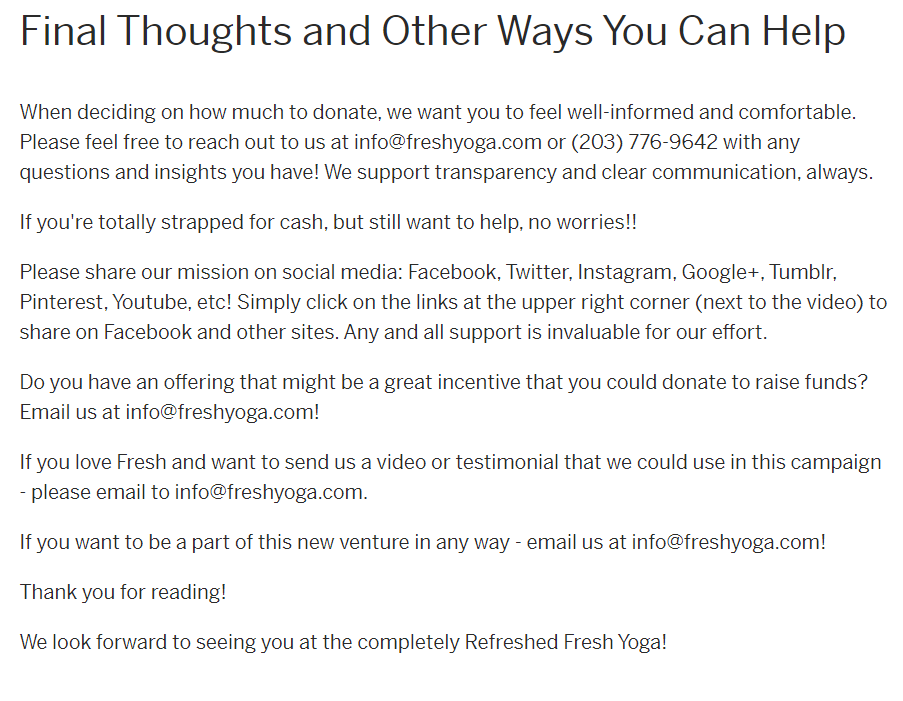 Final Thoughts and Other Ways You Can Help
When deciding on how much to donate, we want you to feel well-informed and comfortable.
Please feel free to reach out to us at info@freshyoga.com or (203) 776-9642 with any
questions and insights you have! We support transparency and clear communication, always.
If you're totally strapped for cash, but still want to help, no worries!!
Please share our mission on social media: Facebook, Twitter, Instagram, Google+, Tumblr,
Pinterest, Youtube, etc! Simply click on the links at the upper right corner (next to the video) to
share on Facebook and other sites. Any and all support is invaluable for our effort.
Do you have an offering that might be a great incentive that you could donate to raise funds?
Email us at info@freshyoga.com!
If you love Fresh and want to send us a video or testimonial that we could use in this campaign
- please email to info@freshyoga.com.
If you want to be a part of this new venture in any way - email us at info@freshyoga.com!
Thank you for reading!
We look forward to seeing you at the completely Refreshed Fresh Yoga!